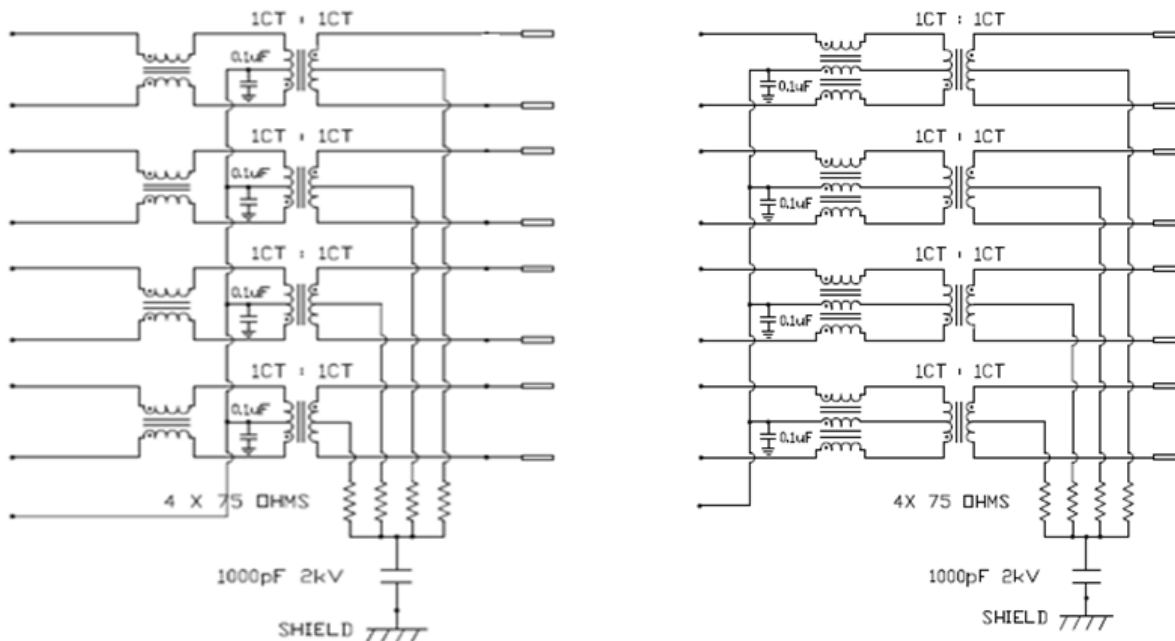 1CT : 1CT
0.1uF
1CT : 1CT
0.1uF
1CT : 1CT
0.1uF
1CT : 1CT
0.1uF
4 X 75 OHMS
1000pF 2kV
SHIELD
1CT : 1CT
0.1uF
1CT : 1CT
0.1uF
1CT : 1CT
0.1uF
1CT : 1CT
0.1uF
4X 75 OHMS
1000pF 2kV
SHIELD